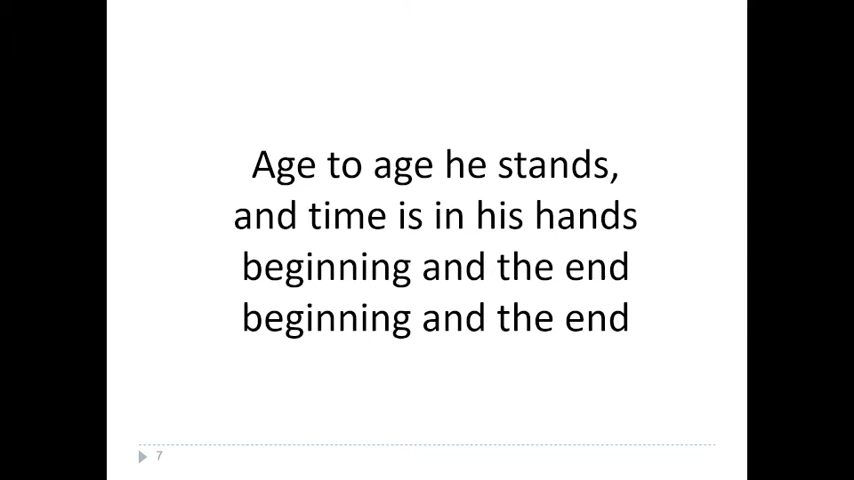 Age to age he stands,
and time is in his hands
beginning and the end
beginning and the end
7